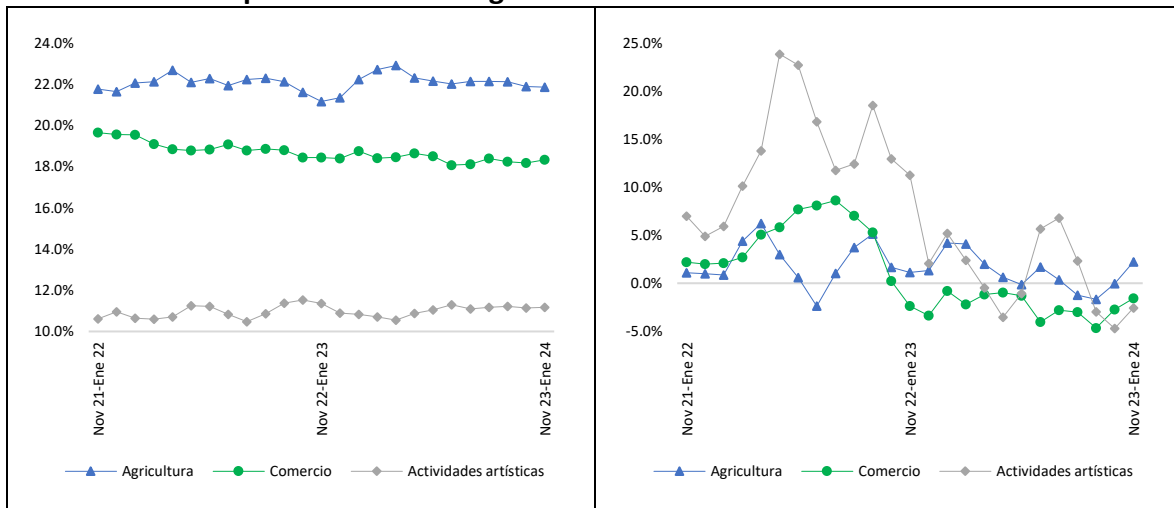 24.0%
22.0%
20.0%
18.0%
16.0%
14.0%
12.0%
10.0%
Nov 21-Ene 22
Nov 22-Ene 23
Nov 23-Ene 24
Agricultura Comercio Actividades artísticas
25.0%
20.0%
15.0%
10.0%
5.0%
0.0%
-5.0%
Nov 21-Ene 22
Nov 22-ene 23
Nov 23-Ene 24
Agricultura Comercio Actividades artísticas